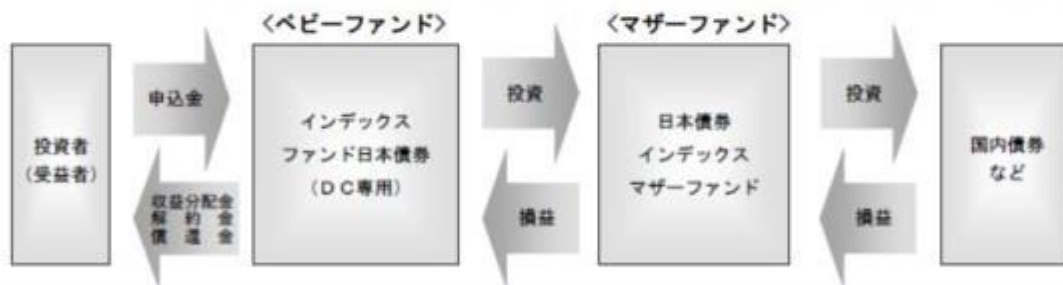 〈ベビーファンド〉
〈マザーファンド〉
投資者
(受益者)
申込金
収益分配金
解約金
償還金
インデックス
ファンド日本債券
(DC専用)
投資
損益
日本債券
インデックス
マザーファンド
投資
損益
国内債券
など